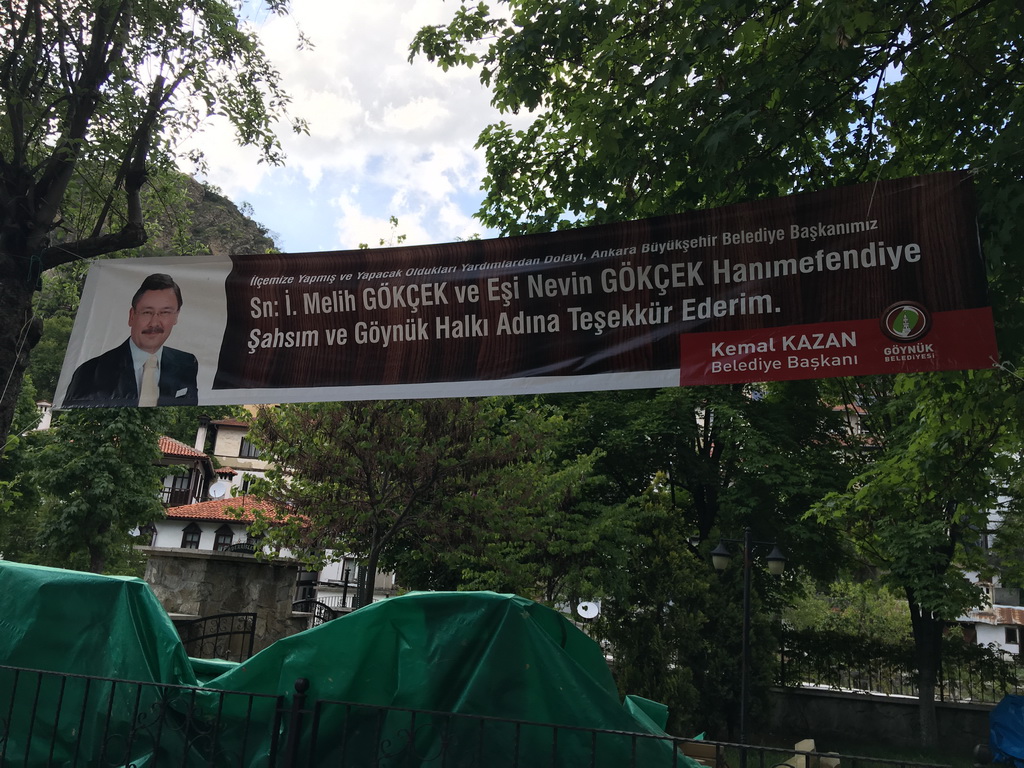 İlçemize Yapmış ve Yapacak Oldukları Yardımlardan Dolayı, Ankara Büyükşehir Belediye Başkanımız
Sn: İ. Melih GÖKÇEK ve Eşi Nevin GÖKÇEK Hanımefendiye
Şahsım ve Göynük Halkı Adına Teşekkür Ederim.
Kemal KAZAN
Belediye Başkanı
GÖYNÜK
BELEDİYESİ